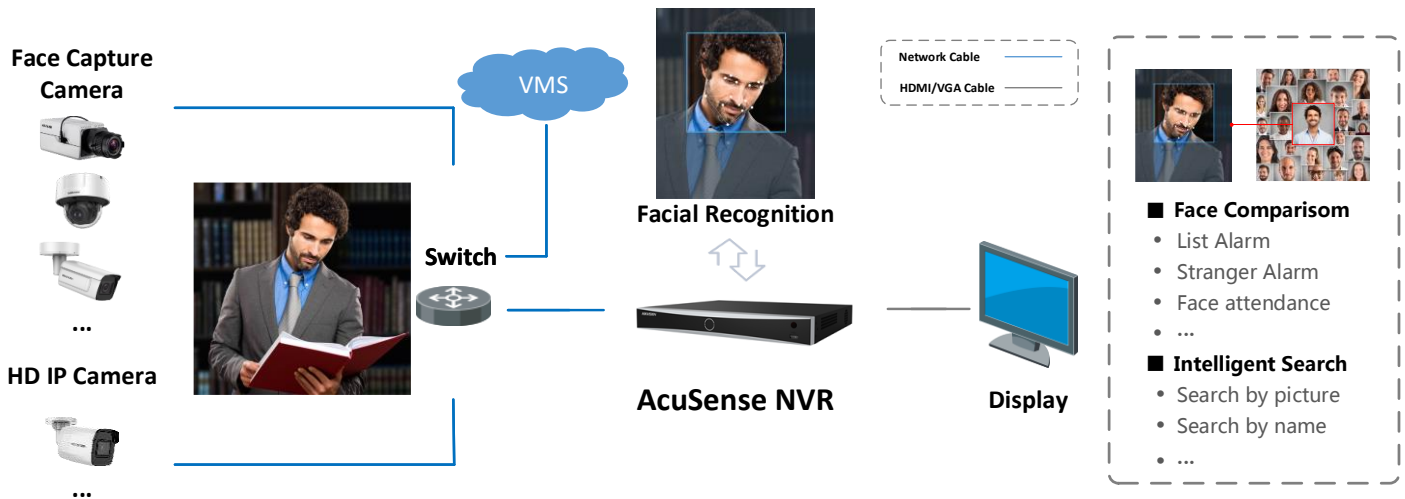 Face Capture
Camera
...
HD IP Camera
...
VMS
Switch
Facial Recognition
AcuSense NVR
Display
Network Cable
HDMI/VGA Cable
■ Face Comparisom
• List Alarm
• Stranger Alarm
• Face attendance
• ...
■ Intelligent Search
• Search by picture
• Search by name
• ...